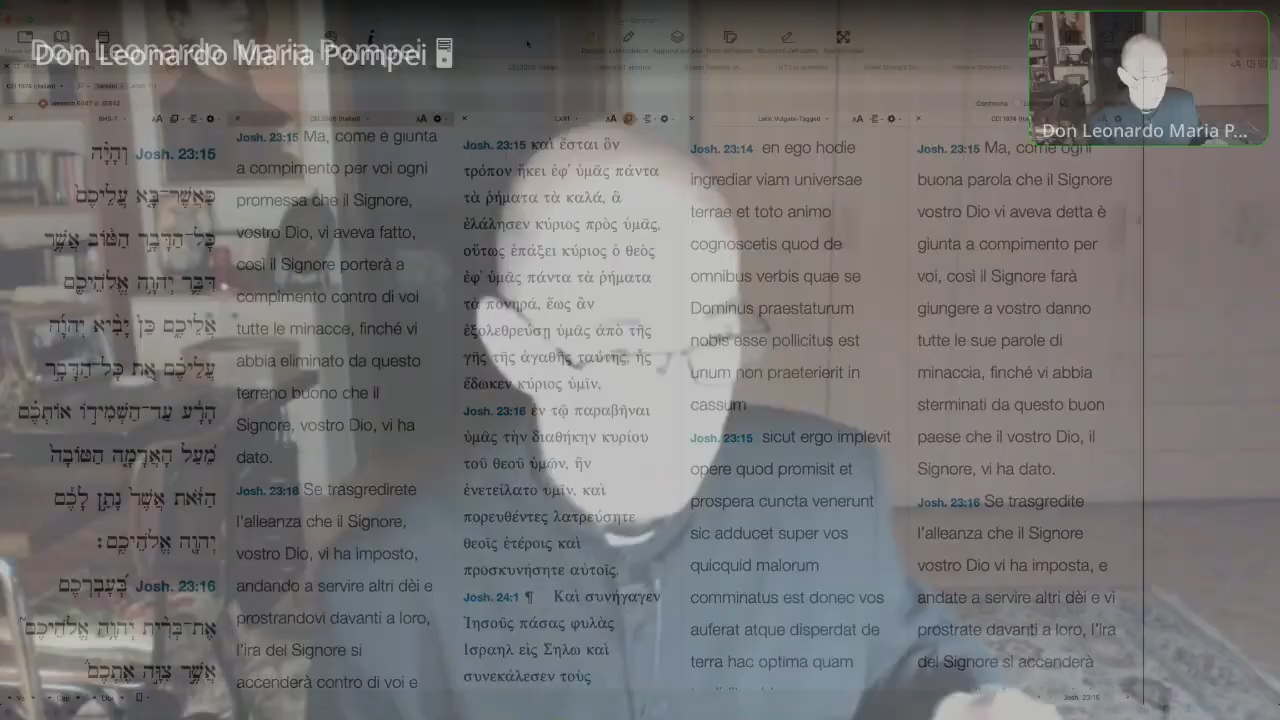 Don Leonardo Maria Pompei
Don Leonardo Maria P...
Josh. 23:15 וְהָיָ֗ה
כַּאֲשֶׁר־בָּ֤א עֲלֵיכֶם֙
כָּל־הַדָּבָ֣ר הַטּ֔וֹב אֲשֶׁ֥ר
דִּבֶּ֛ר יְהוָ֥ה אֱלֹהֵיכֶ֖ם
אֲלֵיכֶ֑ם כֵּן֩ יָבִ֨יא יְהוָ֜ה
עֲלֵיכֶ֗ם אֵ֚ת כָּל־הַדָּבָ֣ר
הָרָ֔ע עַד־הַשְׁמִיד֣וֹ אוֹתְכֶ֗ם
מֵ֠עַל הָאֲדָמָ֤ה הַטּוֹבָה֙
הַזֹּ֔את אֲשֶׁר֙ נָתַ֣ן לָכֶ֔ם
יְהוָ֖ה אֱלֹהֵיכֶֽם׃
Josh. 23:16 בְּ֠עָבְרְכֶם
אֶת־בְּרִ֨ית יְהוָ֥ה אֱלֹהֵיכֶם֮
אֲשֶׁ֣ר צִוָּ֣ה אֶתְכֶם֒
Josh. 23:15 Ma, come è giunta
a compimento per voi ogni
promessa che il Signore,
vostro Dio, vi aveva fatto,
così il Signore porterà a
compimento contro di voi
tutte le minacce, finché vi
abbia eliminato da questo
terreno buono che il
Signore, vostro Dio, vi ha
dato.
Josh. 23:16 Se trasgredirete
l'alleanza che il Signore,
vostro Dio, vi ha imposto,
andando a servire altri dèi e
prostrandovi davanti a loro,
l'ira del Signore si
accenderà contro di voi e
Josh. 23:15 καὶ ἔσται ὃν
τρόπον ἥκει ἐφ' ὑμᾶς πάντα
τὰ ῥήματα τὰ καλά, ἃ
ἐλάλησεν κύριος πρὸς ὑμᾶς,
οὕτως ἐπάξει κύριος ὁ θεὸς
ἐφ' ὑμᾶς πάντα τὰ ῥήματα
τὰ πονηρά, ἕως ἂν
ἐξολεθρεύσῃ ὑμᾶς ἀπὸ τῆς
γῆς τῆς ἀγαθῆς ταύτης, ἧς
ἔδωκεν κύριος ὑμῖν,
Josh. 23:16 ἐν τῷ παραβῆναι
ὑμᾶς τὴν διαθήκην κυρίου
τοῦ θεοῦ ὑμῶν, ἣν
ἐνετείλατο ὑμῖν, καὶ
πορευθέντες λατρεύσητε
θεοῖς ἑτέροις καὶ
προσκυνήσητε αὐτοῖς.
Josh. 24:1 ¶ Καὶ συνήγαγεν
Ἰησοῦς πάσας φυλὰς
Ισραηλ εἰς Σηλω καὶ
συνεκάλεσεν τοὺς
Josh. 23:14 en ego hodie
ingrediar viam universae
terrae et toto animo
cognoscetis quod de
omnibus verbis quae se
Dominus praestaturum
nobis esse pollicitus est
unum non praeterierit in
cassum
Josh. 23:15 sicut ergo implevit
opere quod promisit et
prospera cuncta venerunt
sic adducet super vos
quicquid malorum
comminatus est donec vos
auferat atque disperdat de
terra hac optima quam
Josh. 23:15 Ma, come ogni
buona parola che il Signore
vostro Dio vi aveva detta è
giunta a compimento per
voi, così il Signore farà
giungere a vostro danno
tutte le sue parole di
minaccia, finché vi abbia
sterminati da questo buon
paese che il vostro Dio, il
Signore, vi ha dato.
Josh. 23:16 Se trasgredite
l'alleanza che il Signore
vostro Dio vi ha imposta, e
andate a servire altri dèi e vi
prostrate davanti a loro, l'ira
del Signore si accenderà
Josh. 23:15